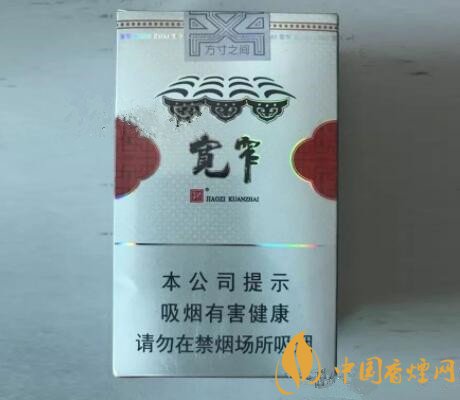 方寸之间
宽窄
JIAOZI KUANZHAI
本公司提示
吸烟有害健康
请勿在禁烟场所吸烟
中国香烟网